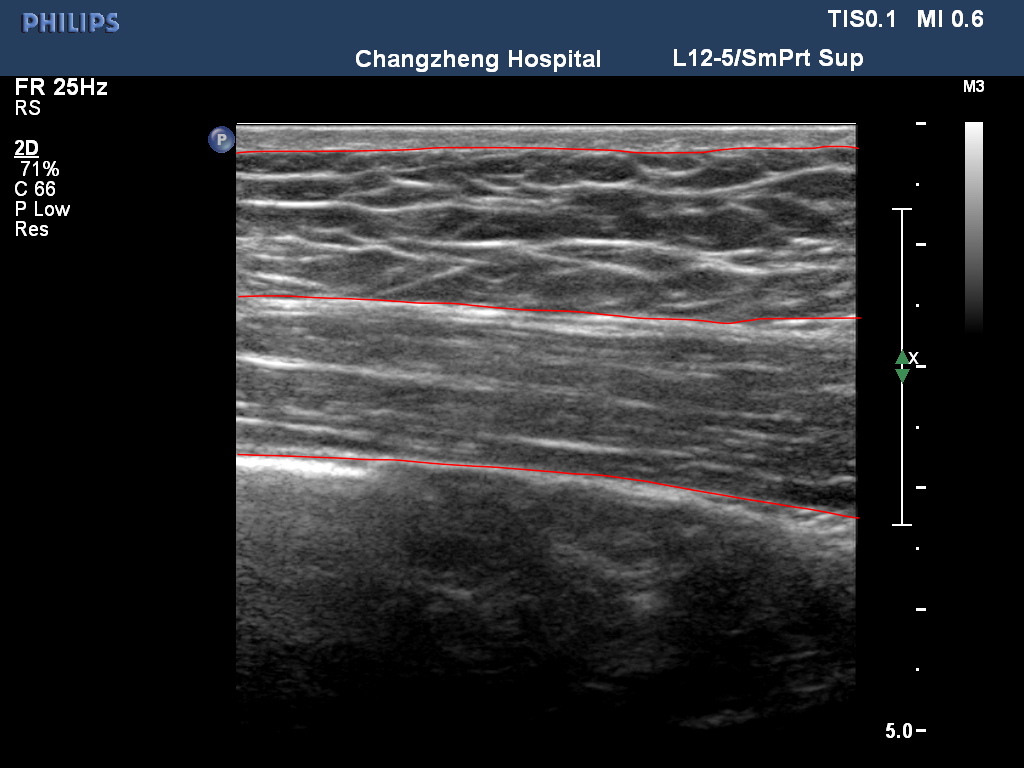 PHILIPS
TIS0.1 MI 0.6
Changzheng Hospital L12-5/SmPrt Sup
FR 25Hz
RS
M3
P
2D
71%
C 66
P Low
Res
X
5.0